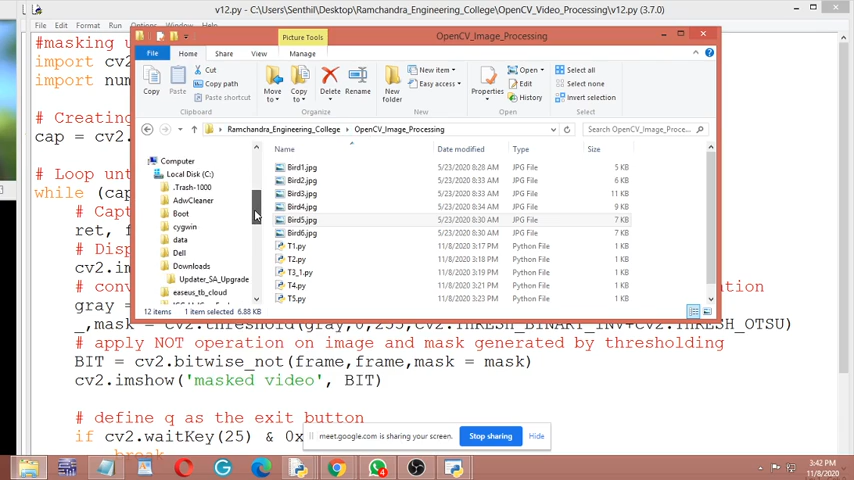 v12.py - C:\Users\Senthil\Desktop\Ramchandra_Engineering_College\OpenCV_Video_Processing\v12.py (3.7.0)
File Edit Format Run Options Window Help
#masking u
import cv
import num
# Creating
cap = cv2.
# Loop unt
while (cap
# Capt
ret, f
# Disp
cv2.im
# conv
ation
gray =
_,mask = cv2.threshold(gray,0,255,cv2.THRESH_BINARY_INV+cv2.THRESH_OTSU)
# apply NOT operation on image and mask generated by thresholding
BIT = cv2.bitwise_not(frame,frame,mask = mask)
cv2.imshow('masked video', BIT)
# define q as the exit button
if cv2.waitKey(25) & 0x
break
Picture Tools
OpenCV_Image_Processing
File Home Share View Manage
Copy
Paste
Cut
Copy path
Paste shortcut
Clipboard
Move to
Copy to
Delete
Rename
Organize
New folder
New item
Easy access
New
Properties
Open
Edit
History
Open
Select all
Select none
Invert selection
Select
Ramchandra_Engineering_College
OpenCV_Image_Processing
Search OpenCV_Image_Proce...
Computer
Local Disk (C:)
.Trash-1000
AdwCleaner
Boot
cygwin
data
Dell
Downloads
Updater_SA_Upgrade
easeus_tb_cloud
Name Date modified Type Size
Bird1.jpg 5/23/2020 8:28 AM JPG File 5 KB
Bird2.jpg 5/23/2020 8:33 AM JPG File 6 KB
Bird3.jpg 5/23/2020 8:33 AM JPG File 11 KB
Bird4.jpg 5/23/2020 8:33 AM JPG File 9 KB
Bird5.jpg 5/23/2020 8:30 AM JPG File 7 KB
Bird6.jpg 5/23/2020 8:30 AM JPG File 7 KB
T1.py 11/8/2020 3:17 PM Python File 1 KB
T2.py 11/8/2020 3:18 PM Python File 1 KB
T3_1.py 11/8/2020 3:19 PM Python File 1 KB
T4.py 11/8/2020 3:21 PM Python File 1 KB
T5.py 11/8/2020 3:23 PM Python File 1 KB
12 items 1 item selected 6.88 KB
meet.google.com is sharing your screen.
Stop sharing
Hide
4
3:42 PM
11/8/2020